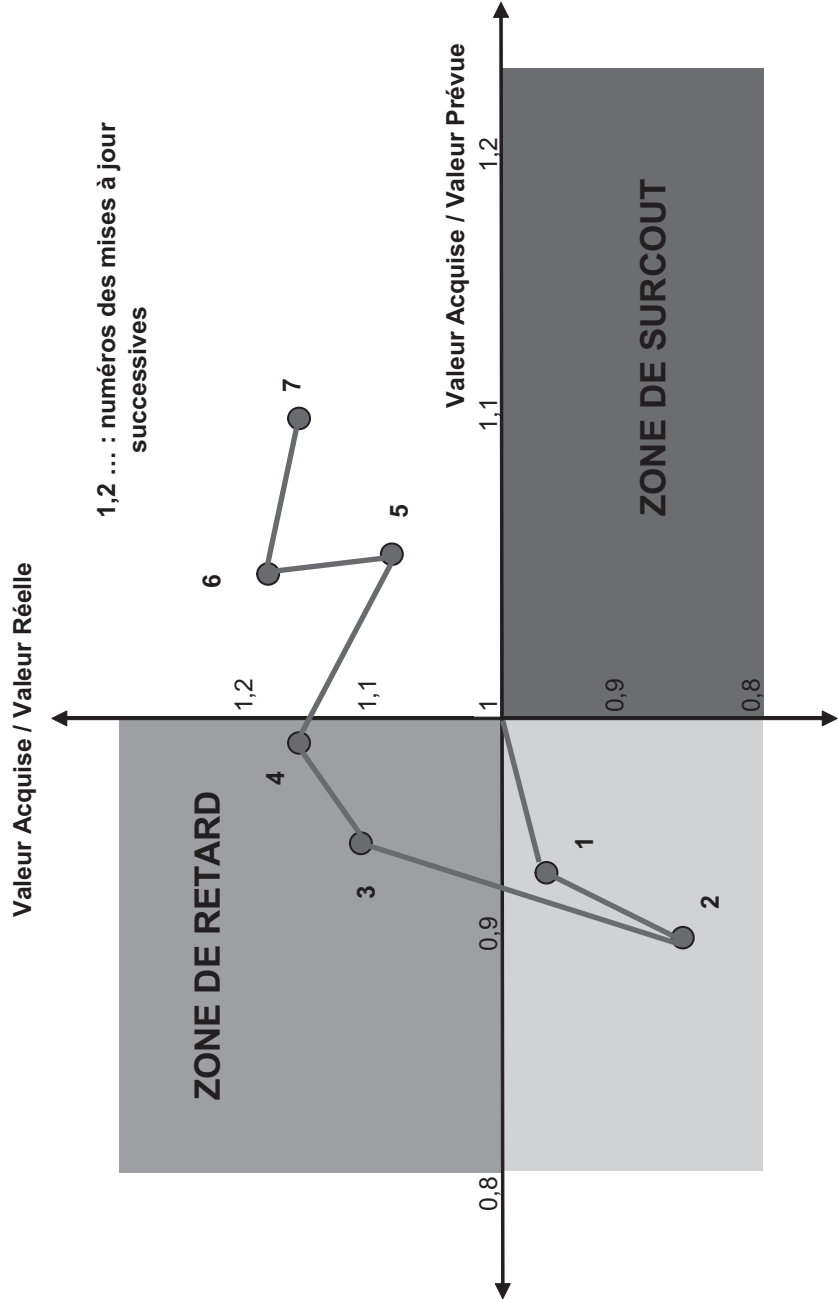 Valeur Acquise / Valeur Réelle
1,2 … : numéros des mises à jour
successives
ZONE DE RETARD
6
1,2
4
7
3
1,1
5
Valeur Acquise / Valeur Prévue
0,8
0,9
1
1,1
1,2
1
0,9
ZONE DE SURCOUT
2
0,8